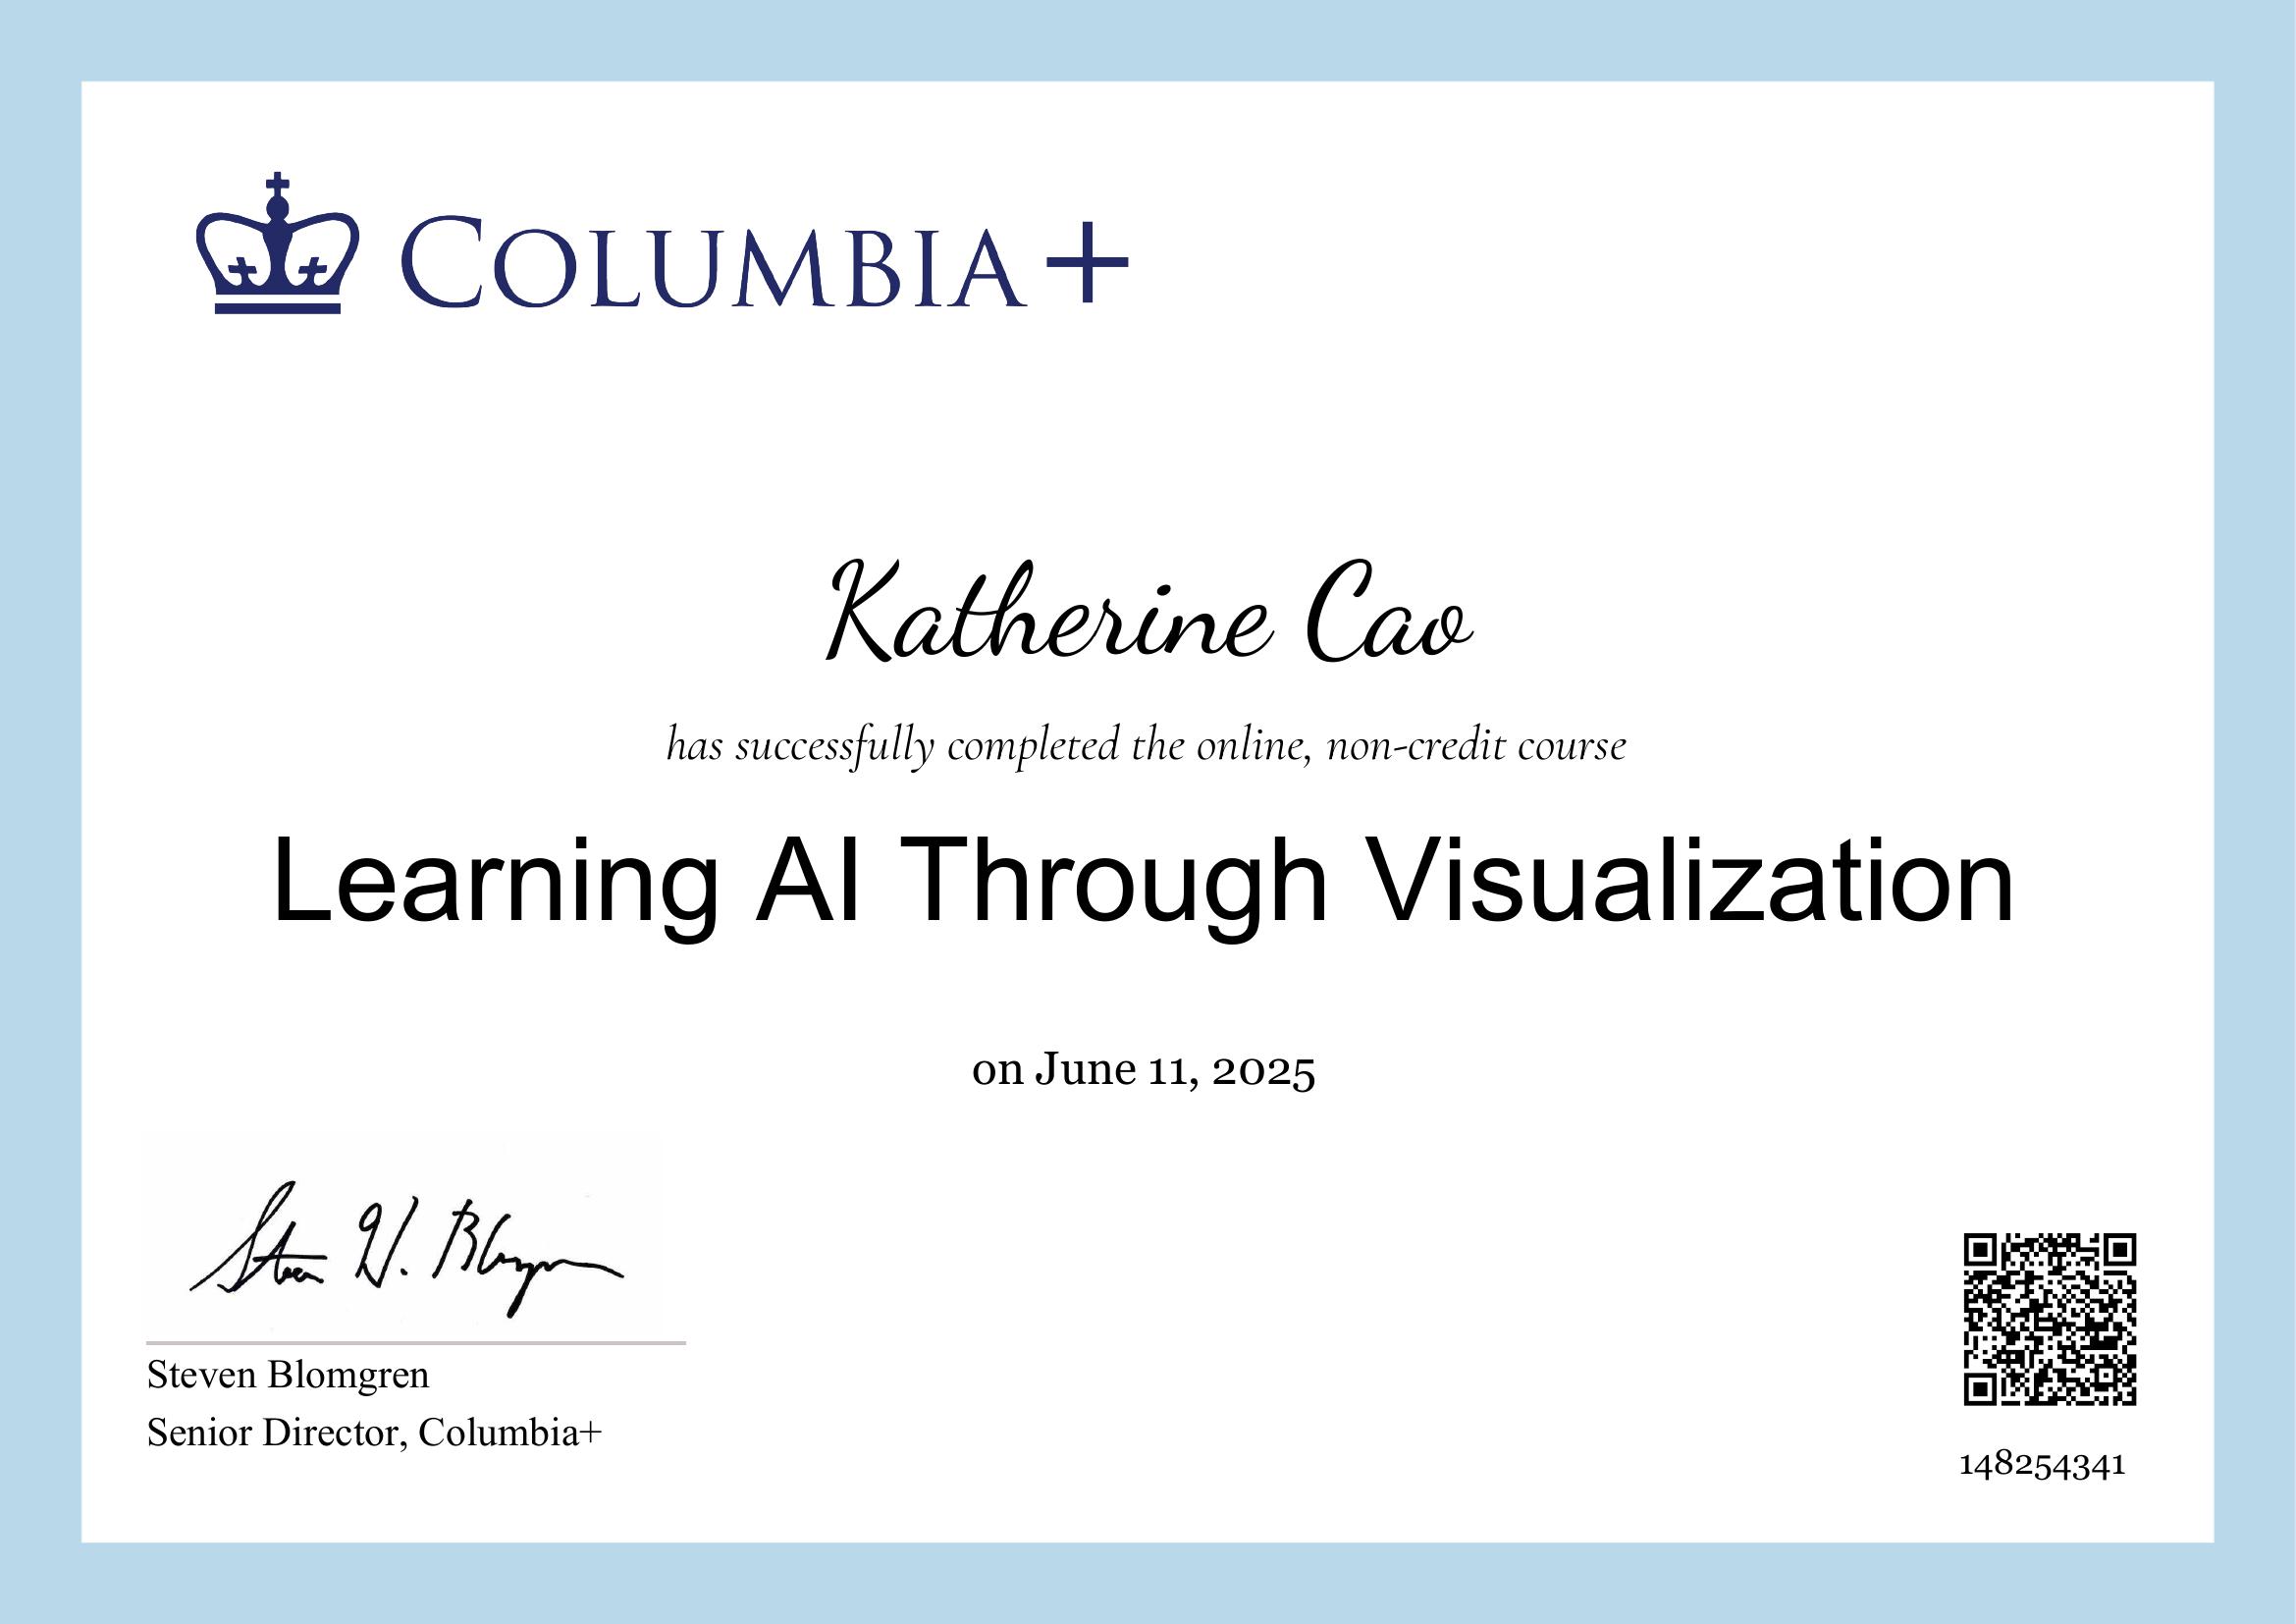 COLUMBIA+
Katherine Cao
has successfully completed the online, non-credit course
Learning AI Through Visualization
on June 11, 2025
Steven W. Blomgren
Steven Blomgren
Senior Director, Columbia+
148254341